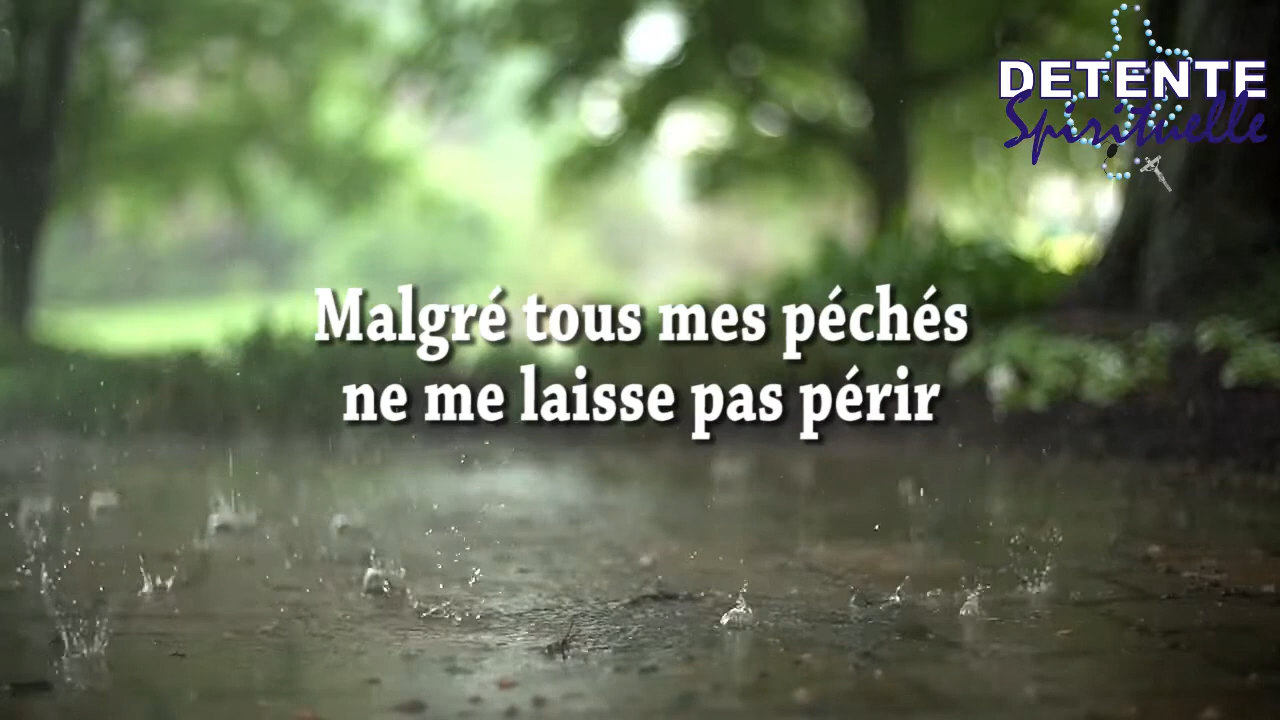 DETENTE
Spirituelle
Malgré tous mes péchés
ne me laisse pas périr